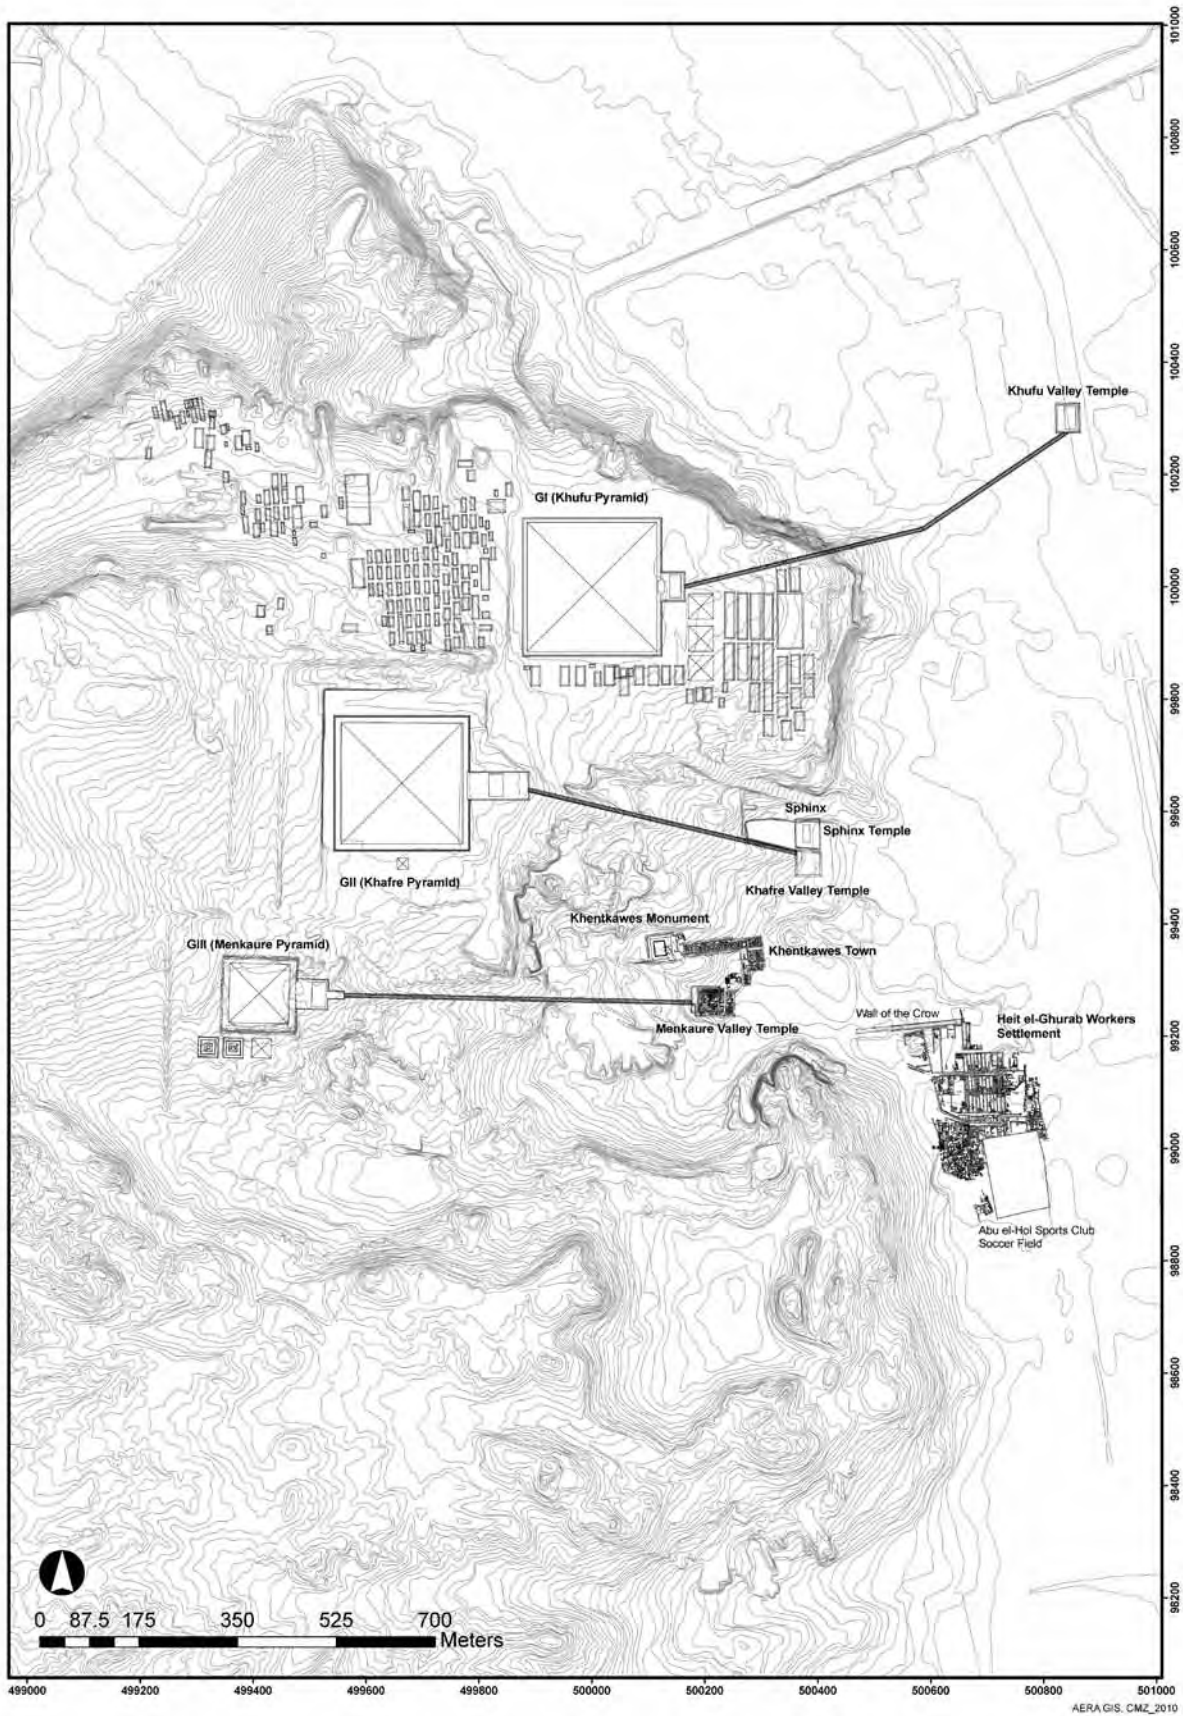 Khufu Valley Temple
GI (Khufu Pyramid)
Sphinx
Sphinx Temple
GII (Khafre Pyramid)
Khafre Valley Temple
Khentkawes Monument
GIII (Menkaure Pyramid)
Khentkawes Town
Wall of the Crow
Heit el-Ghurab Workers
Settlement
Menkaure Valley Temple
Abu el-Hol Sports Club
Soccer Field
0 87.5 175 350 525 700
Meters
499000 499200 499400 499600 499800 500000 500200 500400 500600 500800 501000
101000
100800
100600
100400
100200
100000
99800
99600
99400
99200
99000
98800
98600
98400
98200
AERA GIS, CMZ_2010